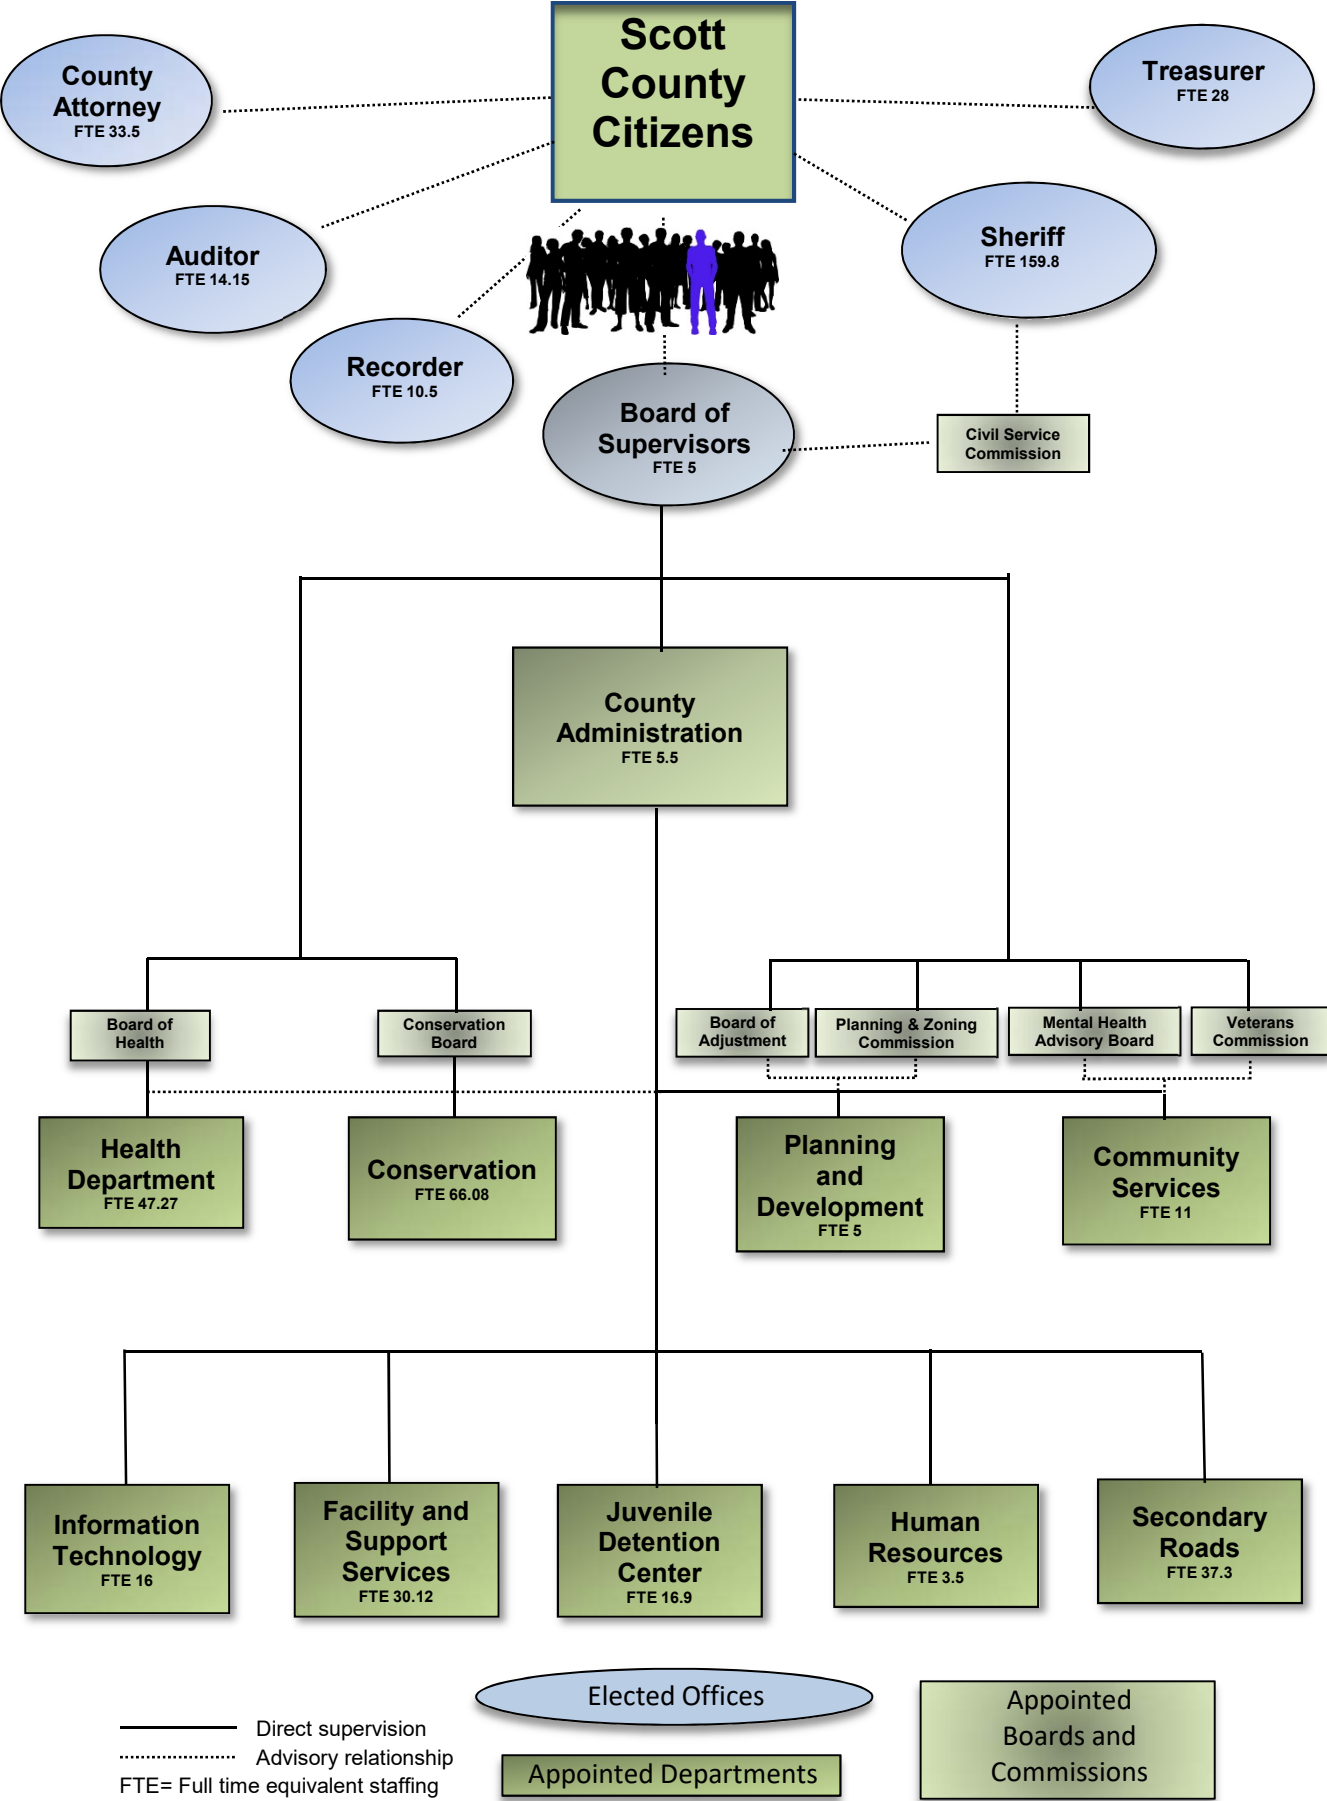 Scott
County
Citizens
County
Attorney
FTE 33.5
Treasurer
FTE 28
Auditor
FTE 14.15
Sheriff
FTE 159.8
Recorder
FTE 10.5
Board of
Supervisors
FTE 5
Civil Service
Commission
County
Administration
FTE 5.5
Board of
Health
Conservation
Board
Board of
Adjustment
Planning & Zoning
Commission
Mental Health
Advisory Board
Veterans
Commission
Health
Department
FTE 47.27
Conservation
FTE 66.08
Planning
and
Development
FTE 5
Community
Services
FTE 11
Information
Technology
FTE 16
Facility and
Support
Services
FTE 30.12
Juvenile
Detention
Center
FTE 16.9
Human
Resources
FTE 3.5
Secondary
Roads
FTE 37.3
Direct supervision
Advisory relationship
FTE= Full time equivalent staffing
Elected Offices
Appointed Departments
Appointed
Boards and
Commissions